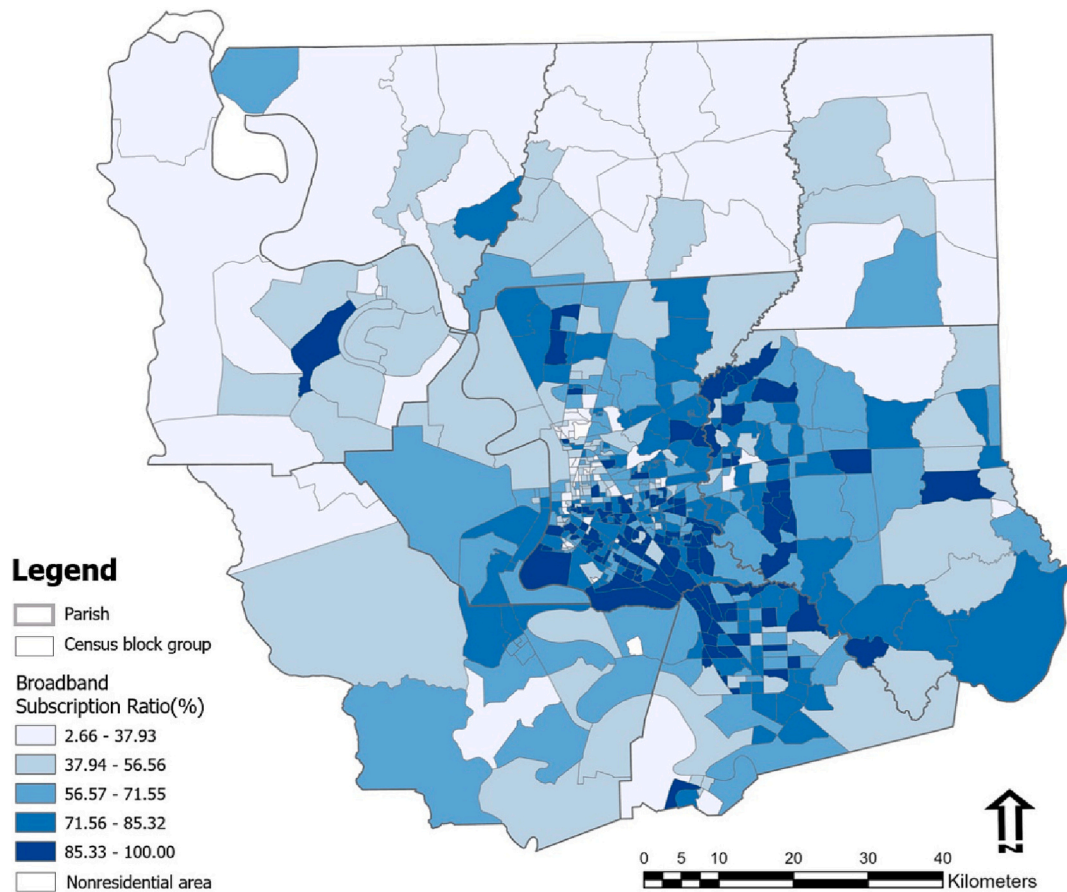 Legend
Parish
Census block group
Broadband
Subscription Ratio(%)
2.66 - 37.93
37.94 - 56.56
56.57 - 71.55
71.56 - 85.32
85.33 - 100.00
Nonresidential area
N
0 5 10 20 30 40
Kilometers